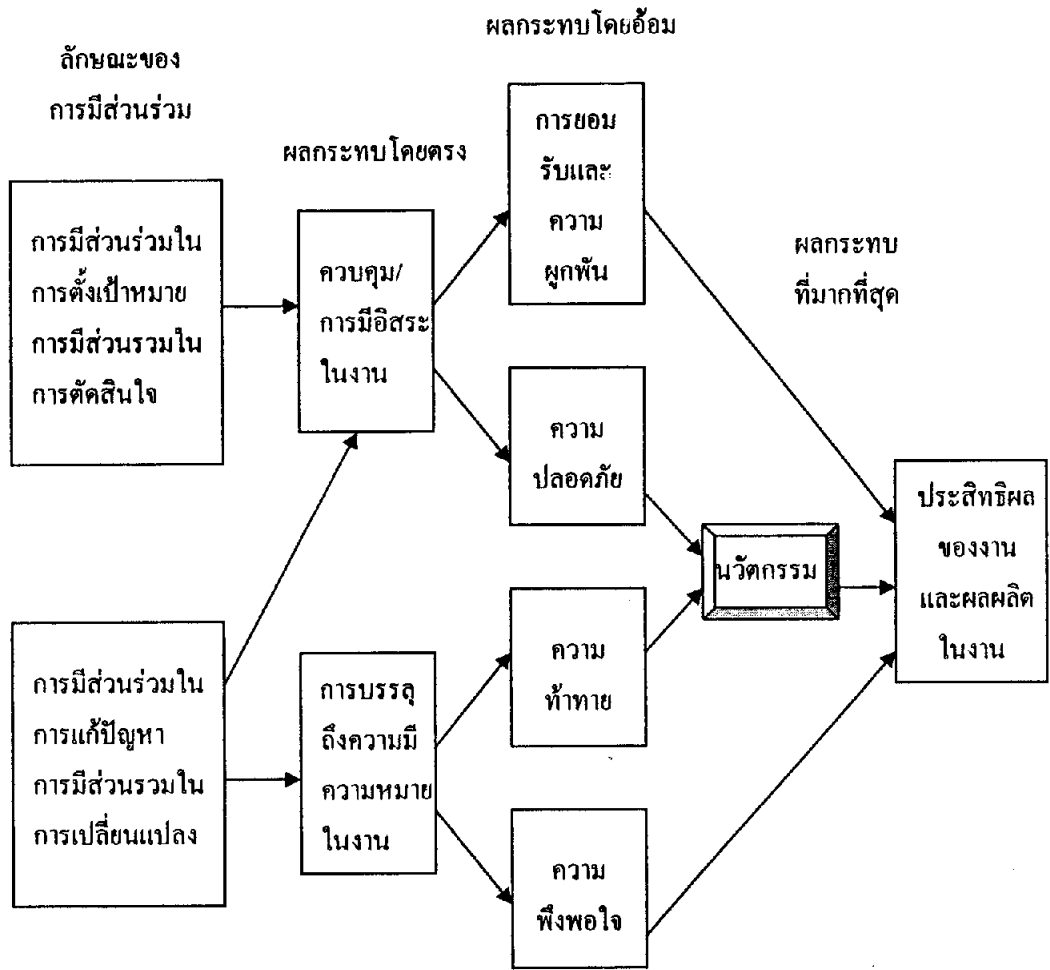 ผลกระทบโดยอ้อม
ลักษณะของ
การมีส่วนร่วม
ผลกระทบโดยตรง
การมีส่วนร่วมใน
การตั้งเป้าหมาย
การมีส่วนรวมใน
การตัดสินใจ
ควบคุม/
การมีอิสระ
ในงาน
การยอม
รับและ
ความ
ผูกพัน
ผลกระทบ
ที่มากที่สุด
ความ
ปลอดภัย
นวัตกรรม
ประสิทธิผล
ของงาน
และผลผลิต
ในงาน
การมีส่วนร่วมใน
การแก้ปัญหา
การมีส่วนรวมใน
การเปลี่ยนแปลง
การบรรลุ
ถึงความมี
ความหมาย
ในงาน
ความ
ท้าทาย
ความ
พึงพอใจ